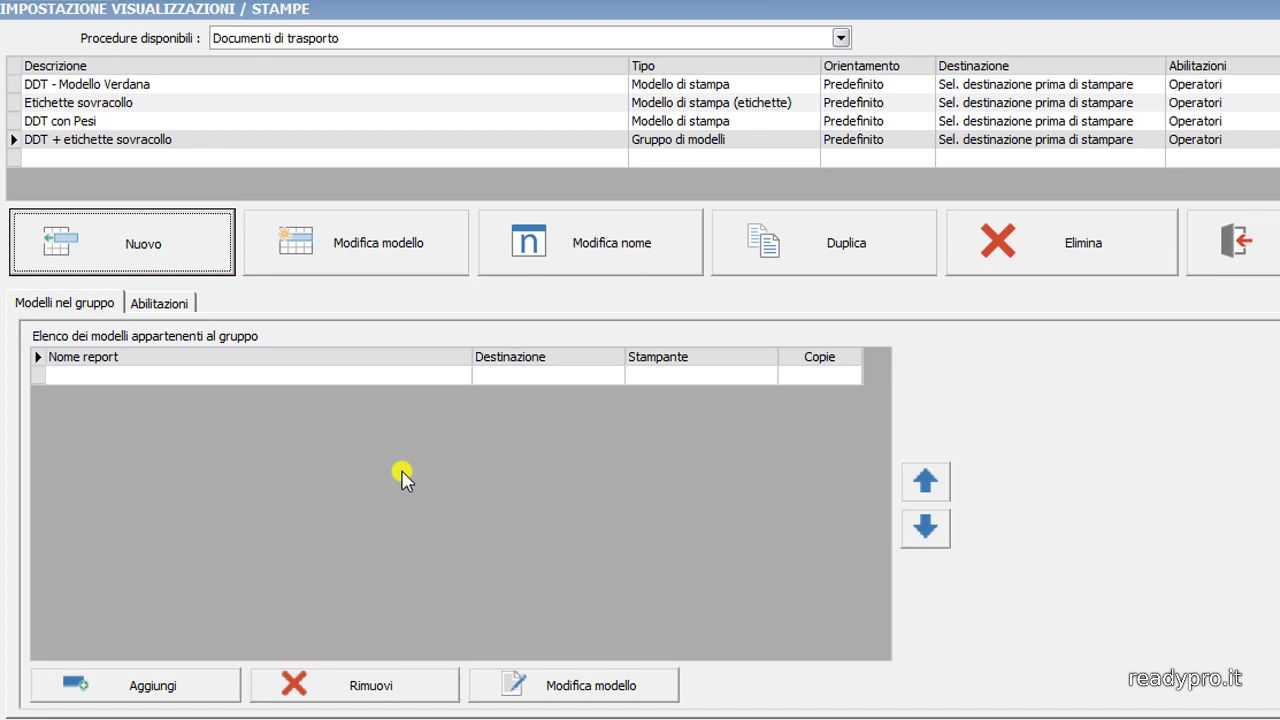 IMPOSTAZIONE VISUALIZZAZIONI / STAMPE
Procedure disponibili : Documenti di trasporto
Descrizione Tipo Orientamento Destinazione Abilitazioni
DDT - Modello Verdana Modello di stampa Predefinito Sel. destinazione prima di stampare Operatori
Etichette sovracollo Modello di stampa (etichette) Predefinito Sel. destinazione prima di stampare Operatori
DDT con Pesi Modello di stampa Predefinito Sel. destinazione prima di stampare Operatori
DDT + etichette sovracollo Gruppo di modelli Predefinito Sel. destinazione prima di stampare Operatori
Nuovo Modifica modello n Modifica nome Duplica Elimina
Modelli nel gruppo Abilitazioni
Elenco dei modelli appartenenti al gruppo
Nome report Destinazione Stampante Copie
Aggiungi Rimuovi Modifica modello
readypro.it